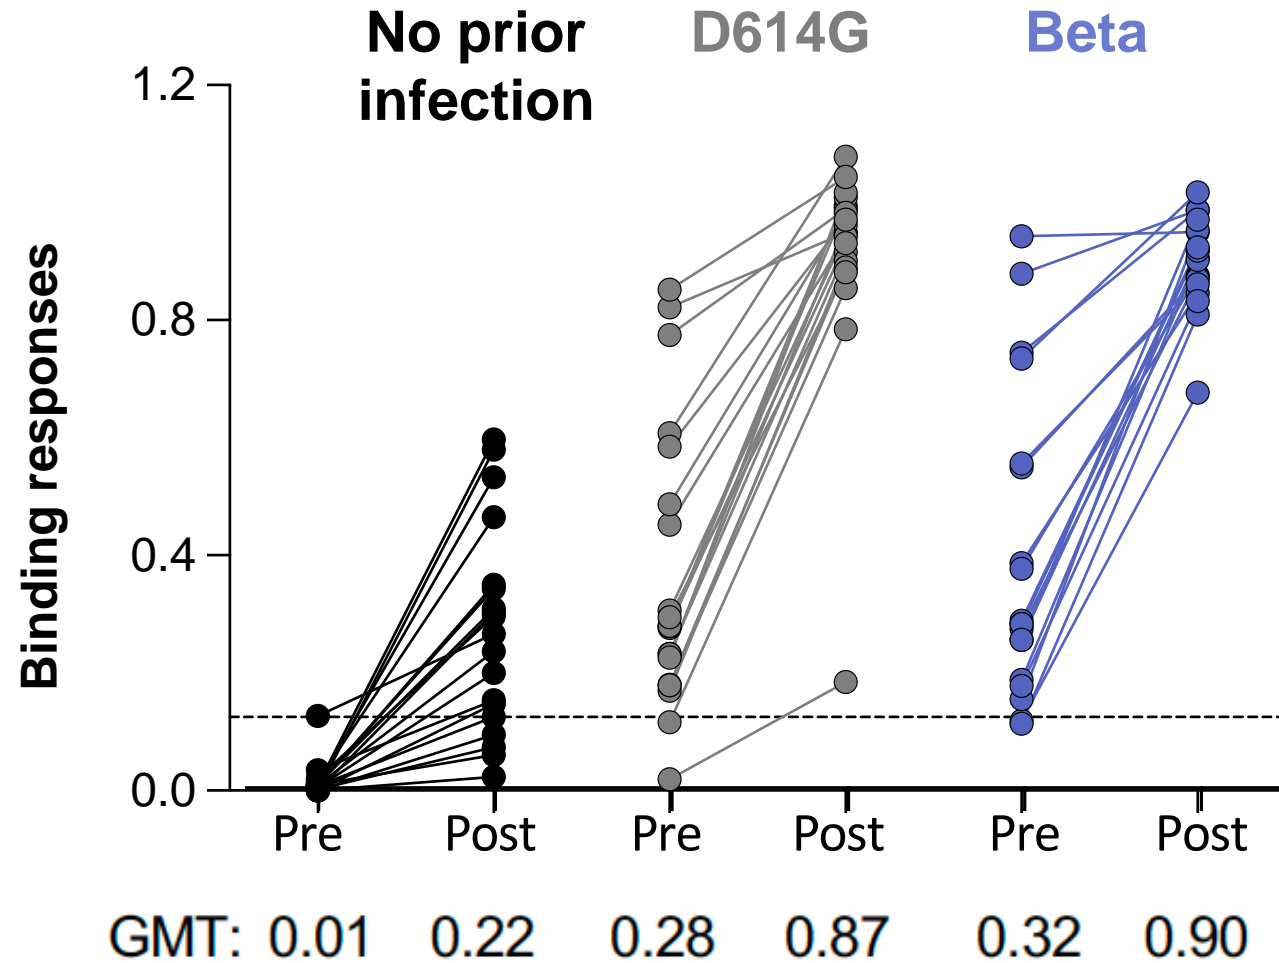 No prior
infection
D614G
Beta
Binding responses
1.2
0.8
0.4
0.0
Pre Post Pre Post Pre Post
GMT: 0.01 0.22 0.28 0.87 0.32 0.90